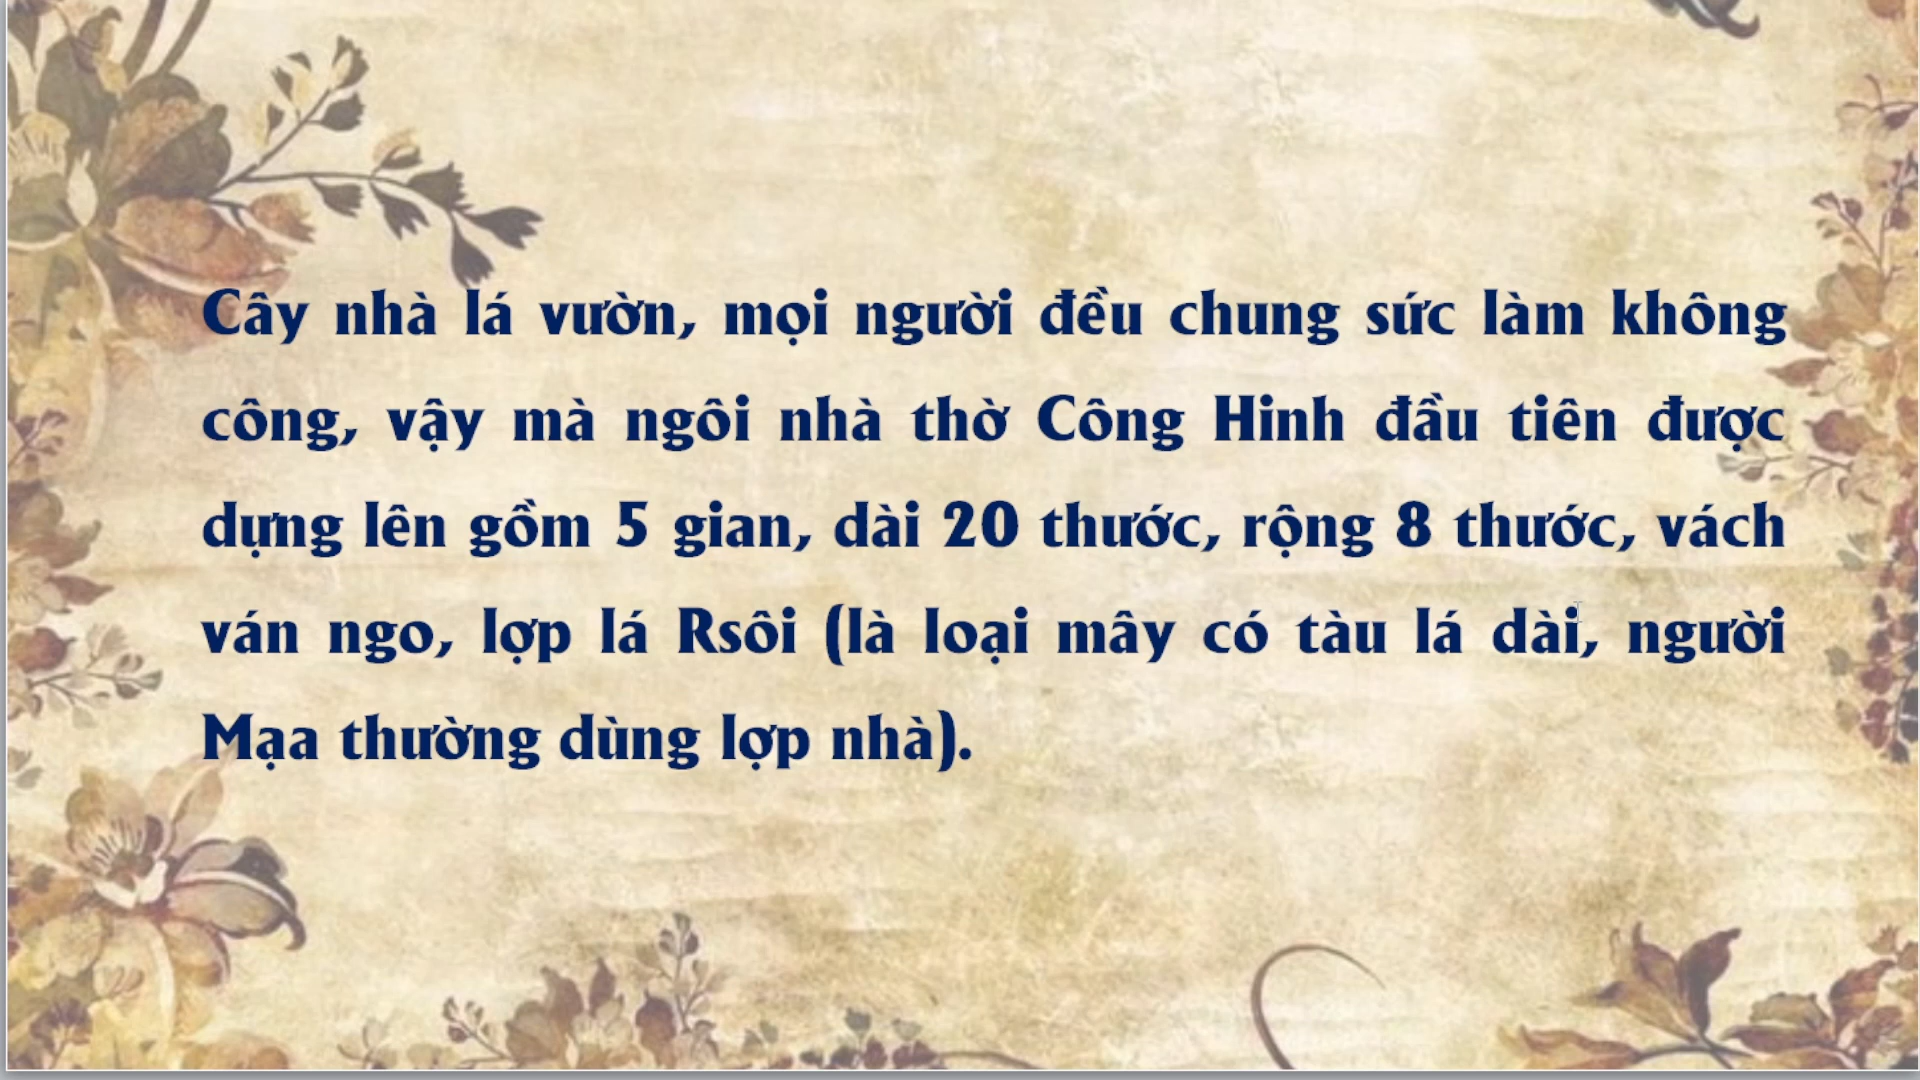 Cây nhà lá vườn, mọi người đều chung sức làm không
công, vậy mà ngôi nhà thờ Công Hinh đầu tiên được
dựng lên gồm 5 gian, dài 20 thước, rộng 8 thước, vách
ván ngo, lợp lá Rsôi (là loại mây có tàu lá dài, người
Mạa thường dùng lợp nhà).